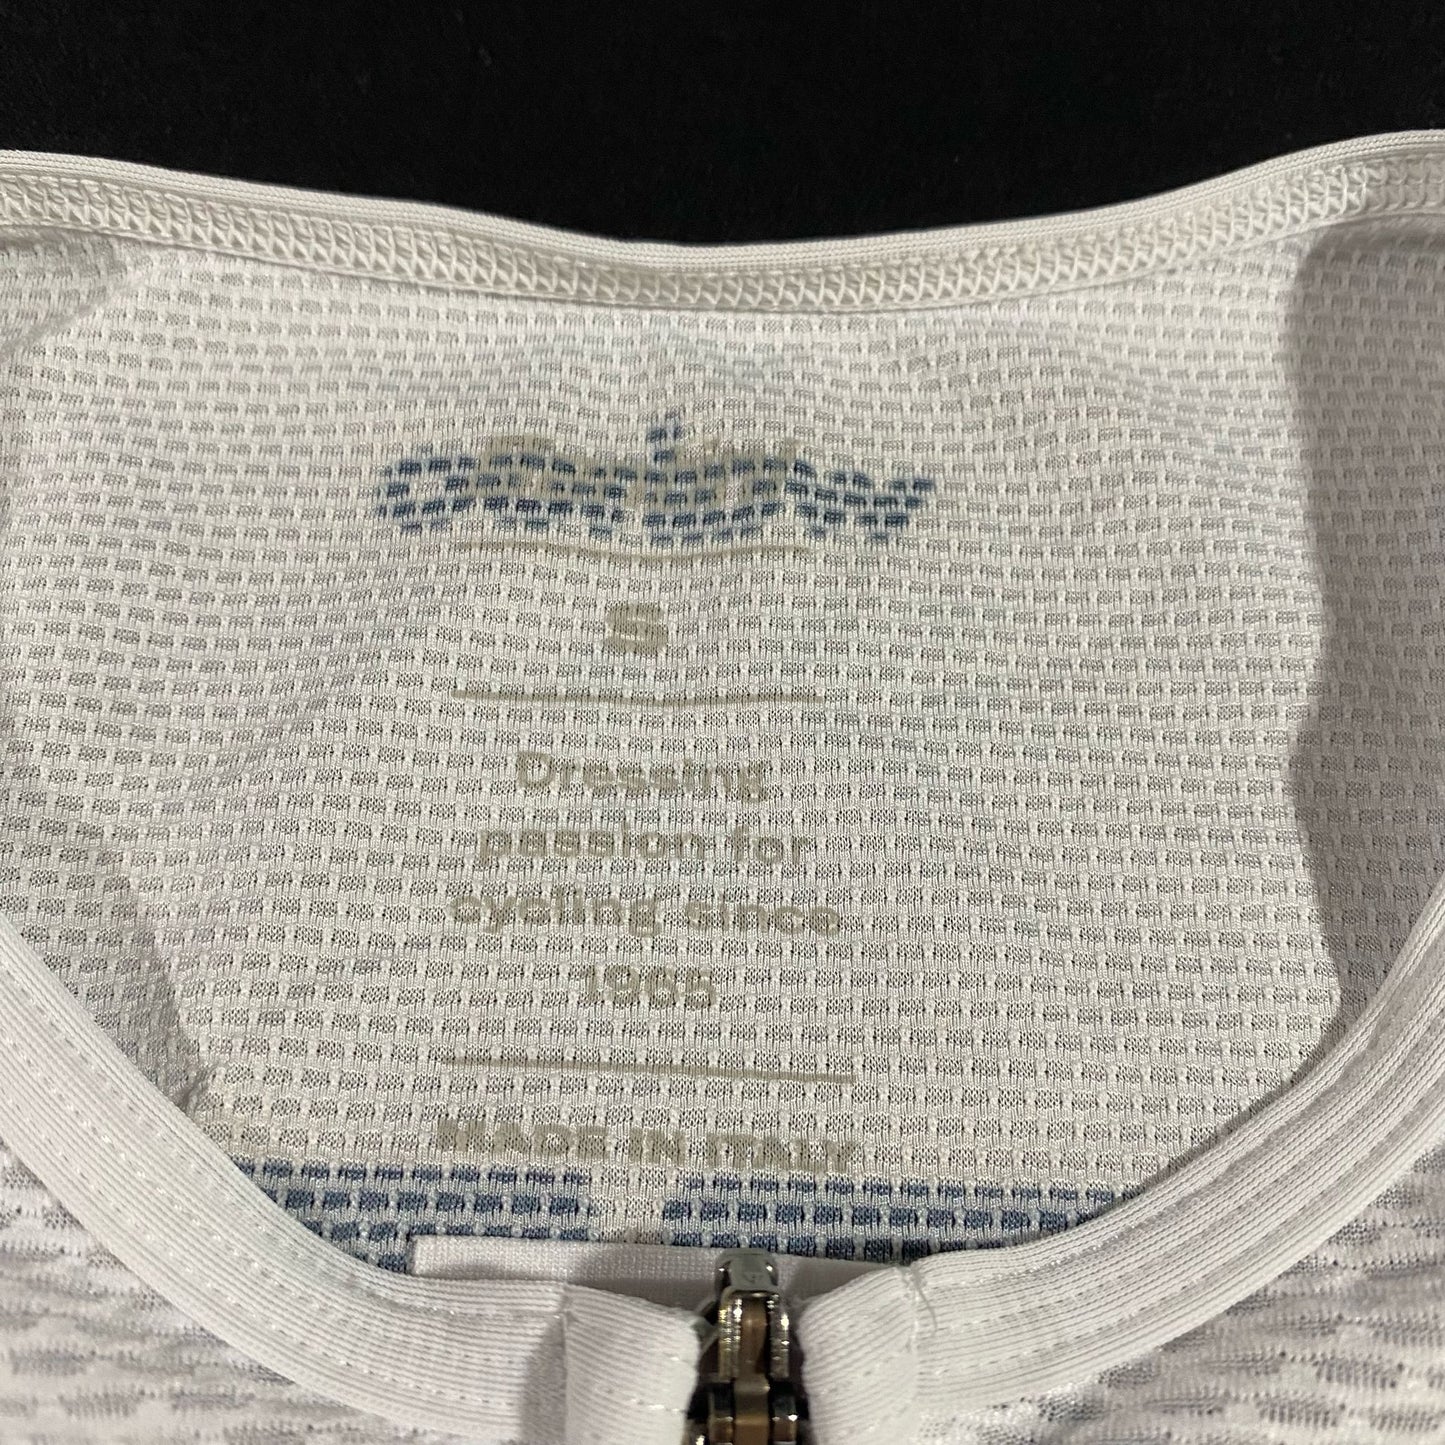 S
Dressing
passion for
cycling since
1965
MADE IN ITALY